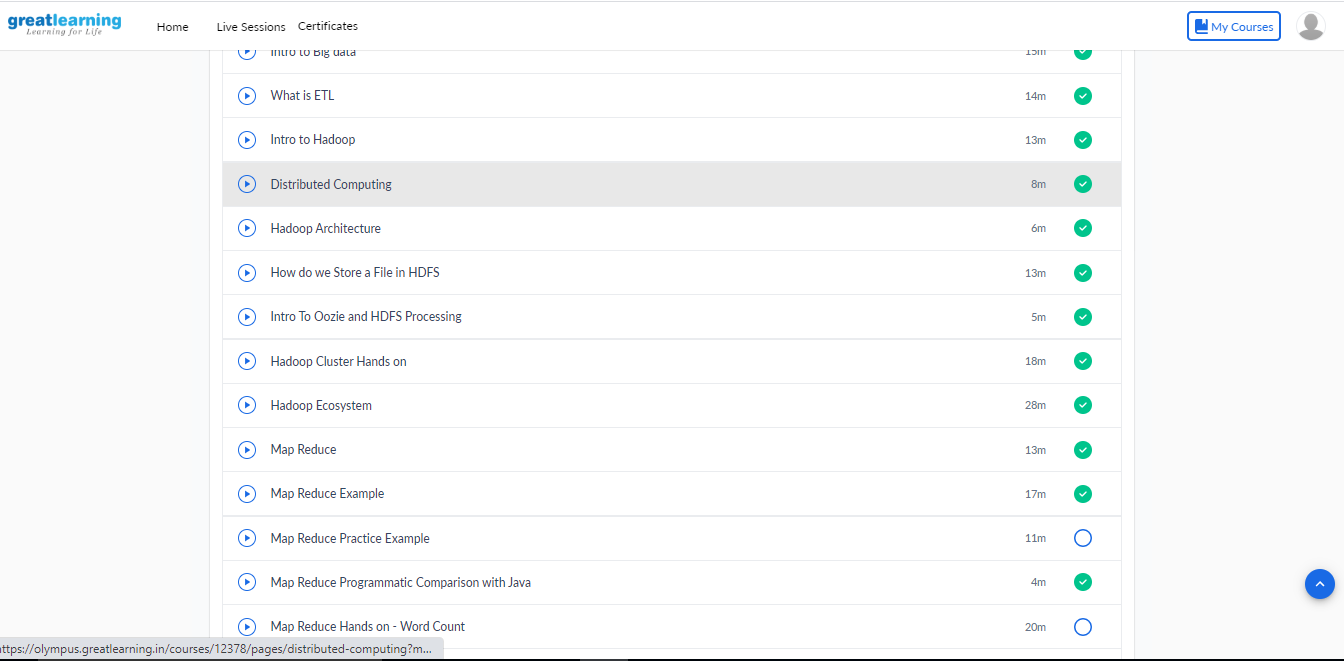 greatlearning
Learning for Life
Home
Live Sessions
Certificates
My Courses
Intro to Big data
15m
What is ETL
14m
Intro to Hadoop
13m
Distributed Computing
8m
Hadoop Architecture
6m
How do we Store a File in HDFS
13m
Intro To Oozie and HDFS Processing
5m
Hadoop Cluster Hands on
18m
Hadoop Ecosystem
28m
Map Reduce
13m
Map Reduce Example
17m
Map Reduce Practice Example
11m
Map Reduce Programmatic Comparison with Java
4m
Map Reduce Hands on - Word Count
20m
https://olympus.greatlearning.in/courses/12378/pages/distributed-computing?m...